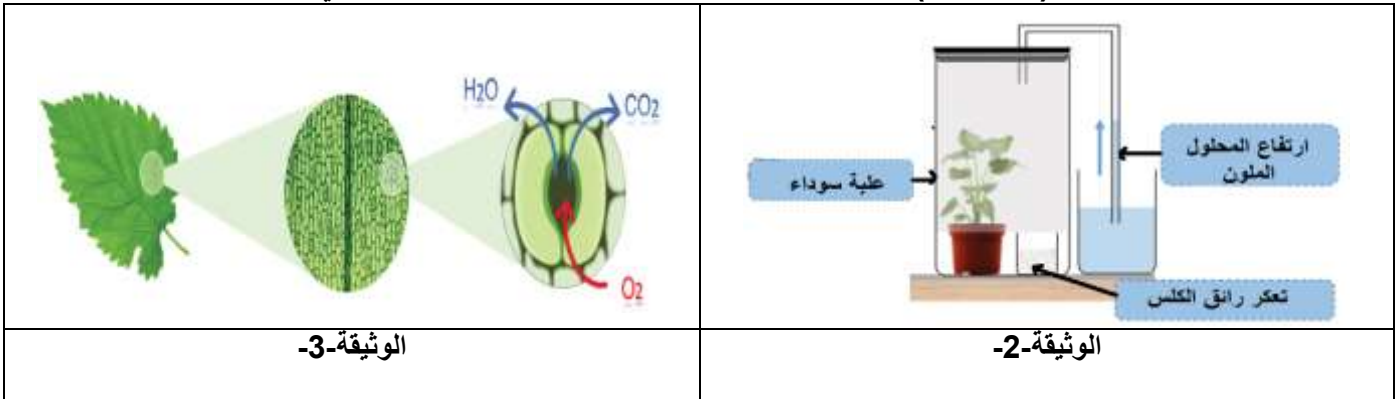 ارتفاع المحلول
الملون
علبة سوداء
تعكر رائق الكلس
الوثيقة-2-
H2O
CO2
O2
الوثيقة-3-